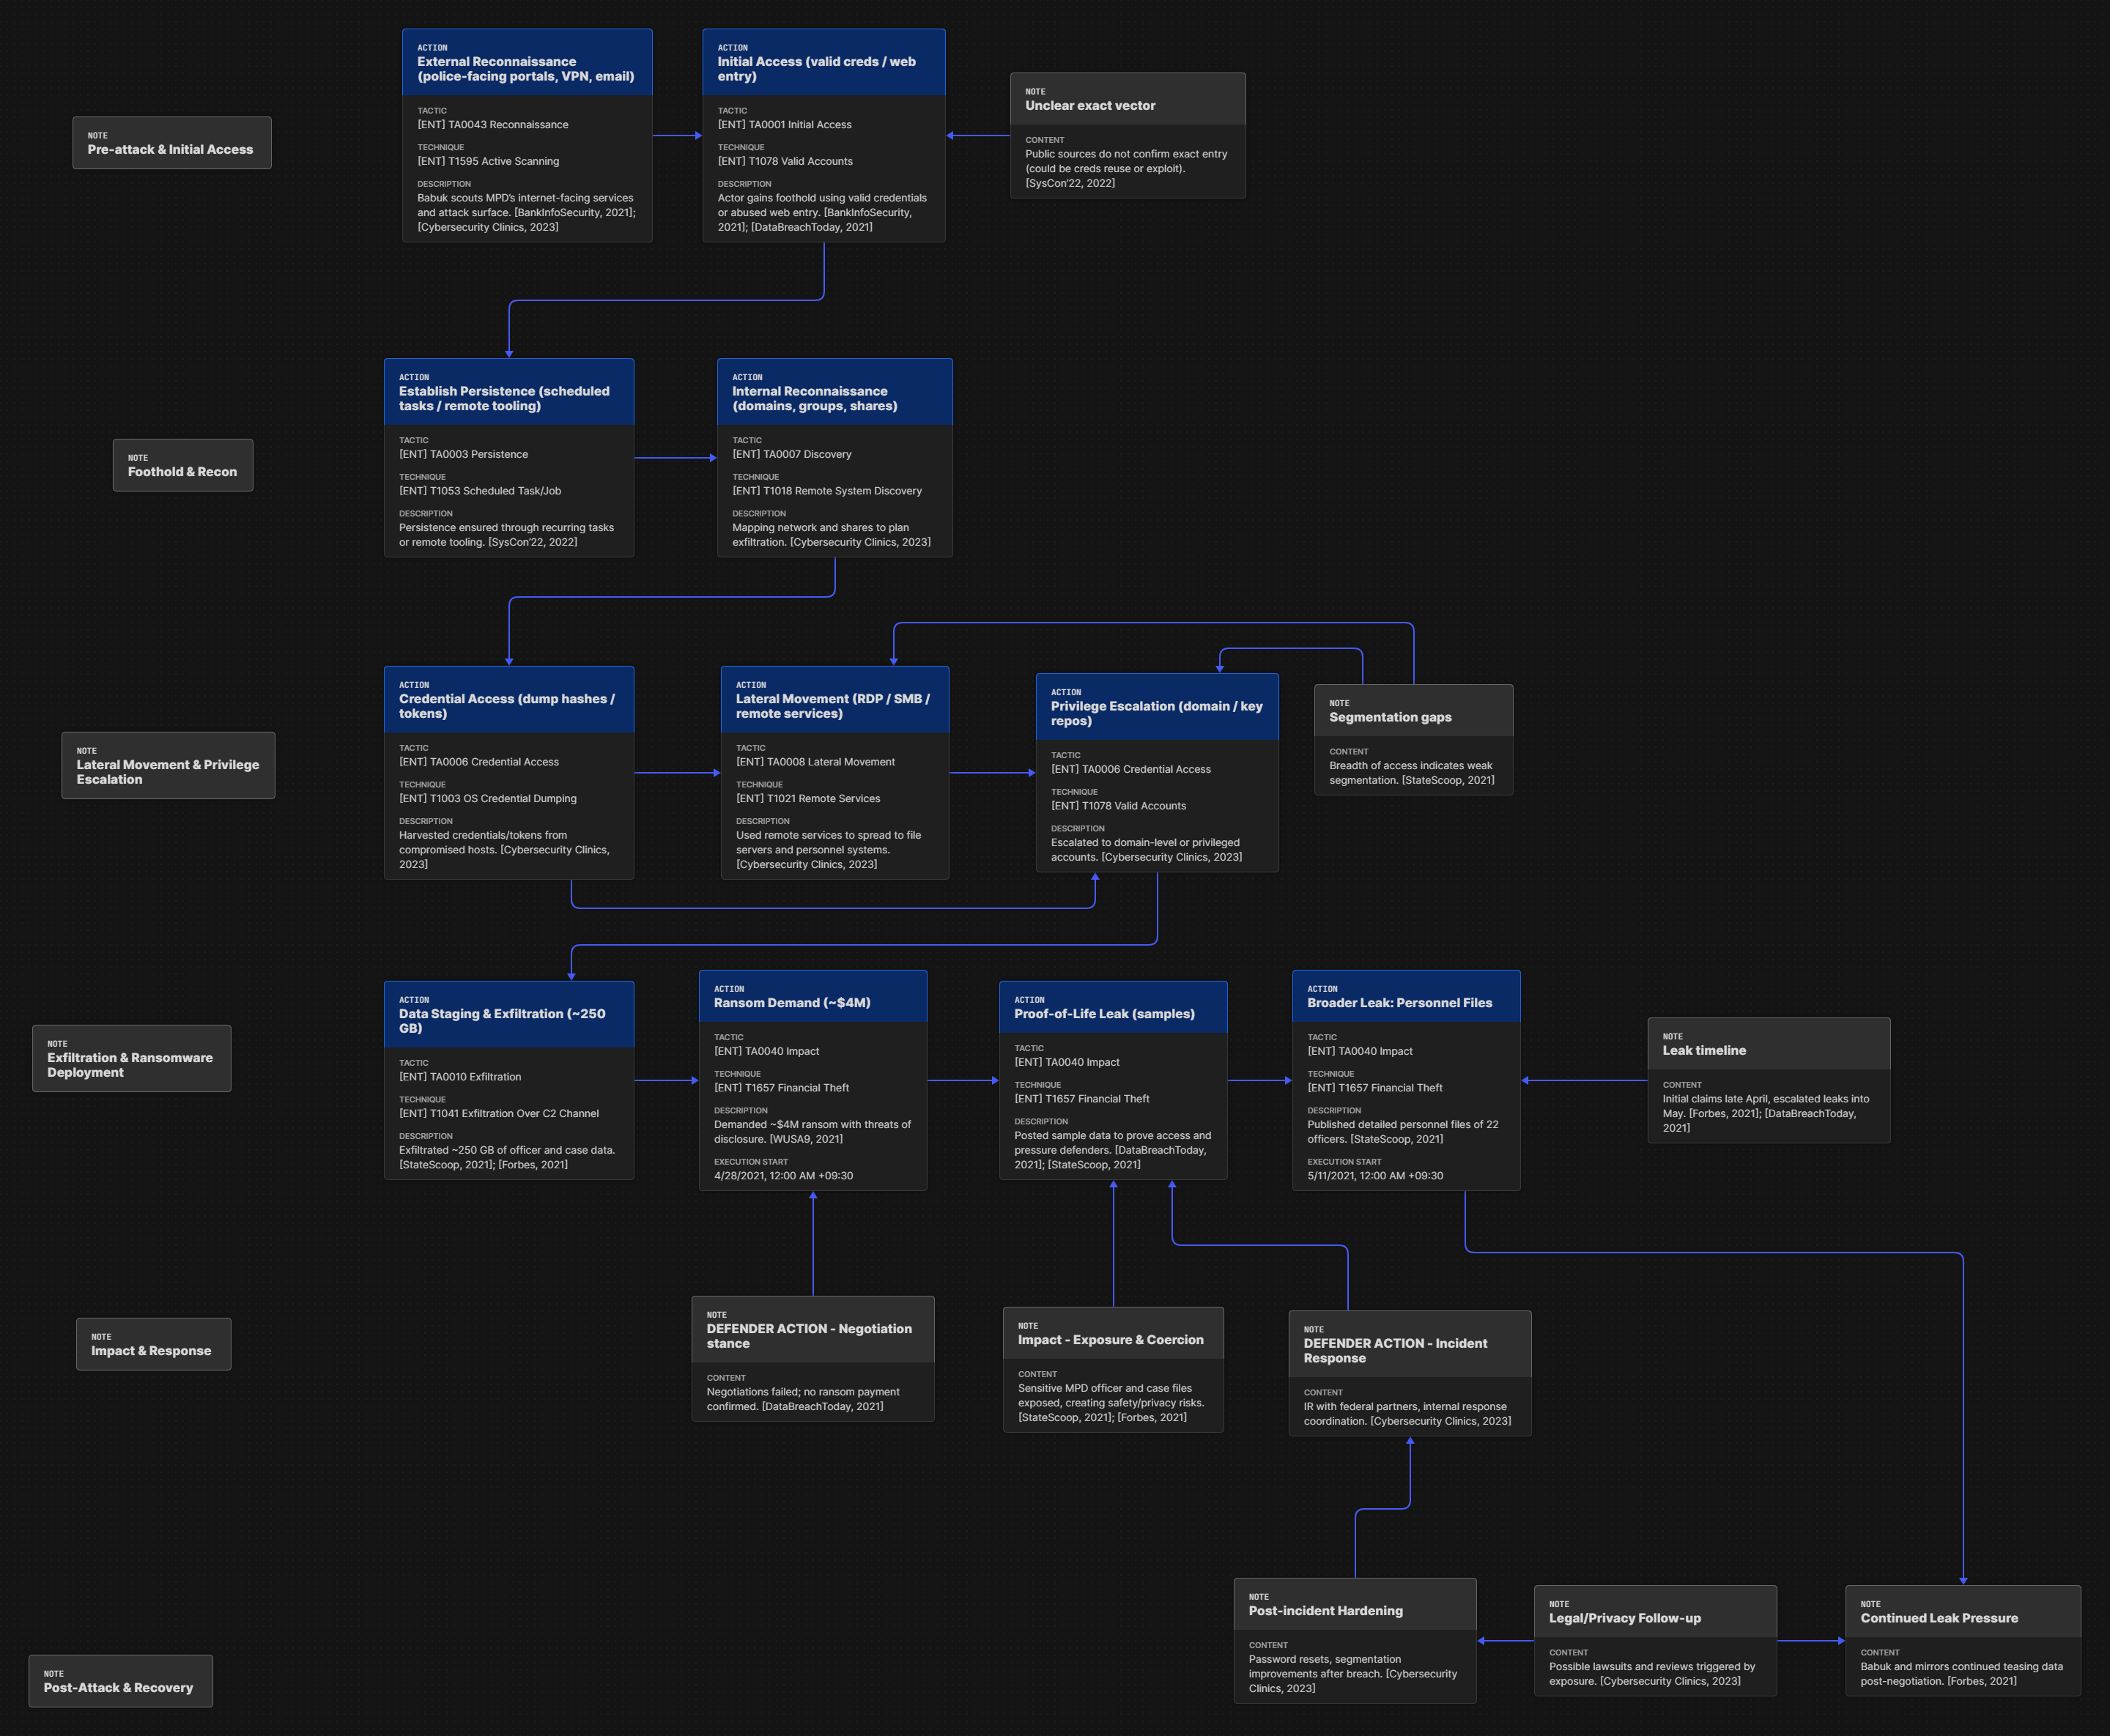 NOTE
Pre-attack & Initial Access
ACTION
External Reconnaissance
(police-facing portals, VPN, email)
TACTIC
[ENT] TA0043 Reconnaissance
TECHNIQUE
[ENT] T1595 Active Scanning
DESCRIPTION
Babuk scouts MPD’s internet-facing services
and attack surface. [BankInfoSecurity, 2021];
[Cybersecurity Clinics, 2023]
ACTION
Initial Access (valid creds / web
entry)
TACTIC
[ENT] TA0001 Initial Access
TECHNIQUE
[ENT] T1078 Valid Accounts
DESCRIPTION
Actor gains foothold using valid credentials
or abused web entry. [BankInfoSecurity,
2021]; [DataBreachToday, 2021]
NOTE
Unclear exact vector
CONTENT
Public sources do not confirm exact entry
(could be creds reuse or exploit).
[SysCon’22, 2022]
NOTE
Foothold & Recon
ACTION
Establish Persistence (scheduled
tasks / remote tooling)
TACTIC
[ENT] TA0003 Persistence
TECHNIQUE
[ENT] T1053 Scheduled Task/Job
DESCRIPTION
Persistence ensured through recurring tasks
or remote tooling. [SysCon’22, 2022]
ACTION
Internal Reconnaissance
(domains, groups, shares)
TACTIC
[ENT] TA0007 Discovery
TECHNIQUE
[ENT] T1018 Remote System Discovery
DESCRIPTION
Mapping network and shares to plan
exfiltration. [Cybersecurity Clinics, 2023]
NOTE
Lateral Movement & Privilege
Escalation
ACTION
Credential Access (dump hashes /
tokens)
TACTIC
[ENT] TA0006 Credential Access
TECHNIQUE
[ENT] T1003 OS Credential Dumping
DESCRIPTION
Harvested credentials/tokens from
compromised hosts. [Cybersecurity Clinics,
2023]
ACTION
Lateral Movement (RDP / SMB /
remote services)
TACTIC
[ENT] TA0008 Lateral Movement
TECHNIQUE
[ENT] T1021 Remote Services
DESCRIPTION
Used remote services to spread to file
servers and personnel systems.
[Cybersecurity Clinics, 2023]
ACTION
Privilege Escalation (domain / key
repos)
TACTIC
[ENT] TA0006 Credential Access
TECHNIQUE
[ENT] T1078 Valid Accounts
DESCRIPTION
Escalated to domain-level or privileged
accounts. [Cybersecurity Clinics, 2023]
NOTE
Segmentation gaps
CONTENT
Breadth of access indicates weak
segmentation. [StateScoop, 2021]
NOTE
Exfiltration & Ransomware
Deployment
ACTION
Data Staging & Exfiltration (~250
GB)
TACTIC
[ENT] TA0010 Exfiltration
TECHNIQUE
[ENT] T1041 Exfiltration Over C2 Channel
DESCRIPTION
Exfiltrated ~250 GB of officer and case data.
[StateScoop, 2021]; [Forbes, 2021]
ACTION
Ransom Demand (~$4M)
TACTIC
[ENT] TA0040 Impact
TECHNIQUE
[ENT] T1657 Financial Theft
DESCRIPTION
Demanded ~$4M ransom with threats of
disclosure. [WUSA9, 2021]
EXECUTION START
4/28/2021, 12:00 AM +09:30
ACTION
Proof-of-Life Leak (samples)
TACTIC
[ENT] TA0040 Impact
TECHNIQUE
[ENT] T1657 Financial Theft
DESCRIPTION
Posted sample data to prove access and
pressure defenders. [DataBreachToday,
2021]; [StateScoop, 2021]
ACTION
Broader Leak: Personnel Files
TACTIC
[ENT] TA0040 Impact
TECHNIQUE
[ENT] T1657 Financial Theft
DESCRIPTION
Published detailed personnel files of 22
officers. [StateScoop, 2021]
EXECUTION START
5/11/2021, 12:00 AM +09:30
NOTE
Leak timeline
CONTENT
Initial claims late April, escalated leaks into
May. [Forbes, 2021]; [DataBreachToday,
2021]
NOTE
Impact & Response
NOTE
DEFENDER ACTION - Negotiation
stance
CONTENT
Negotiations failed; no ransom payment
confirmed. [DataBreachToday, 2021]
NOTE
Impact - Exposure & Coercion
CONTENT
Sensitive MPD officer and case files
exposed, creating safety/privacy risks.
[StateScoop, 2021]; [Forbes, 2021]
NOTE
DEFENDER ACTION - Incident
Response
CONTENT
IR with federal partners, internal response
coordination. [Cybersecurity Clinics, 2023]
NOTE
Post-Attack & Recovery
NOTE
Post-incident Hardening
CONTENT
Password resets, segmentation
improvements after breach. [Cybersecurity
Clinics, 2023]
NOTE
Legal/Privacy Follow-up
CONTENT
Possible lawsuits and reviews triggered by
exposure. [Cybersecurity Clinics, 2023]
NOTE
Continued Leak Pressure
CONTENT
Babuk and mirrors continued teasing data
post-negotiation. [Forbes, 2021]